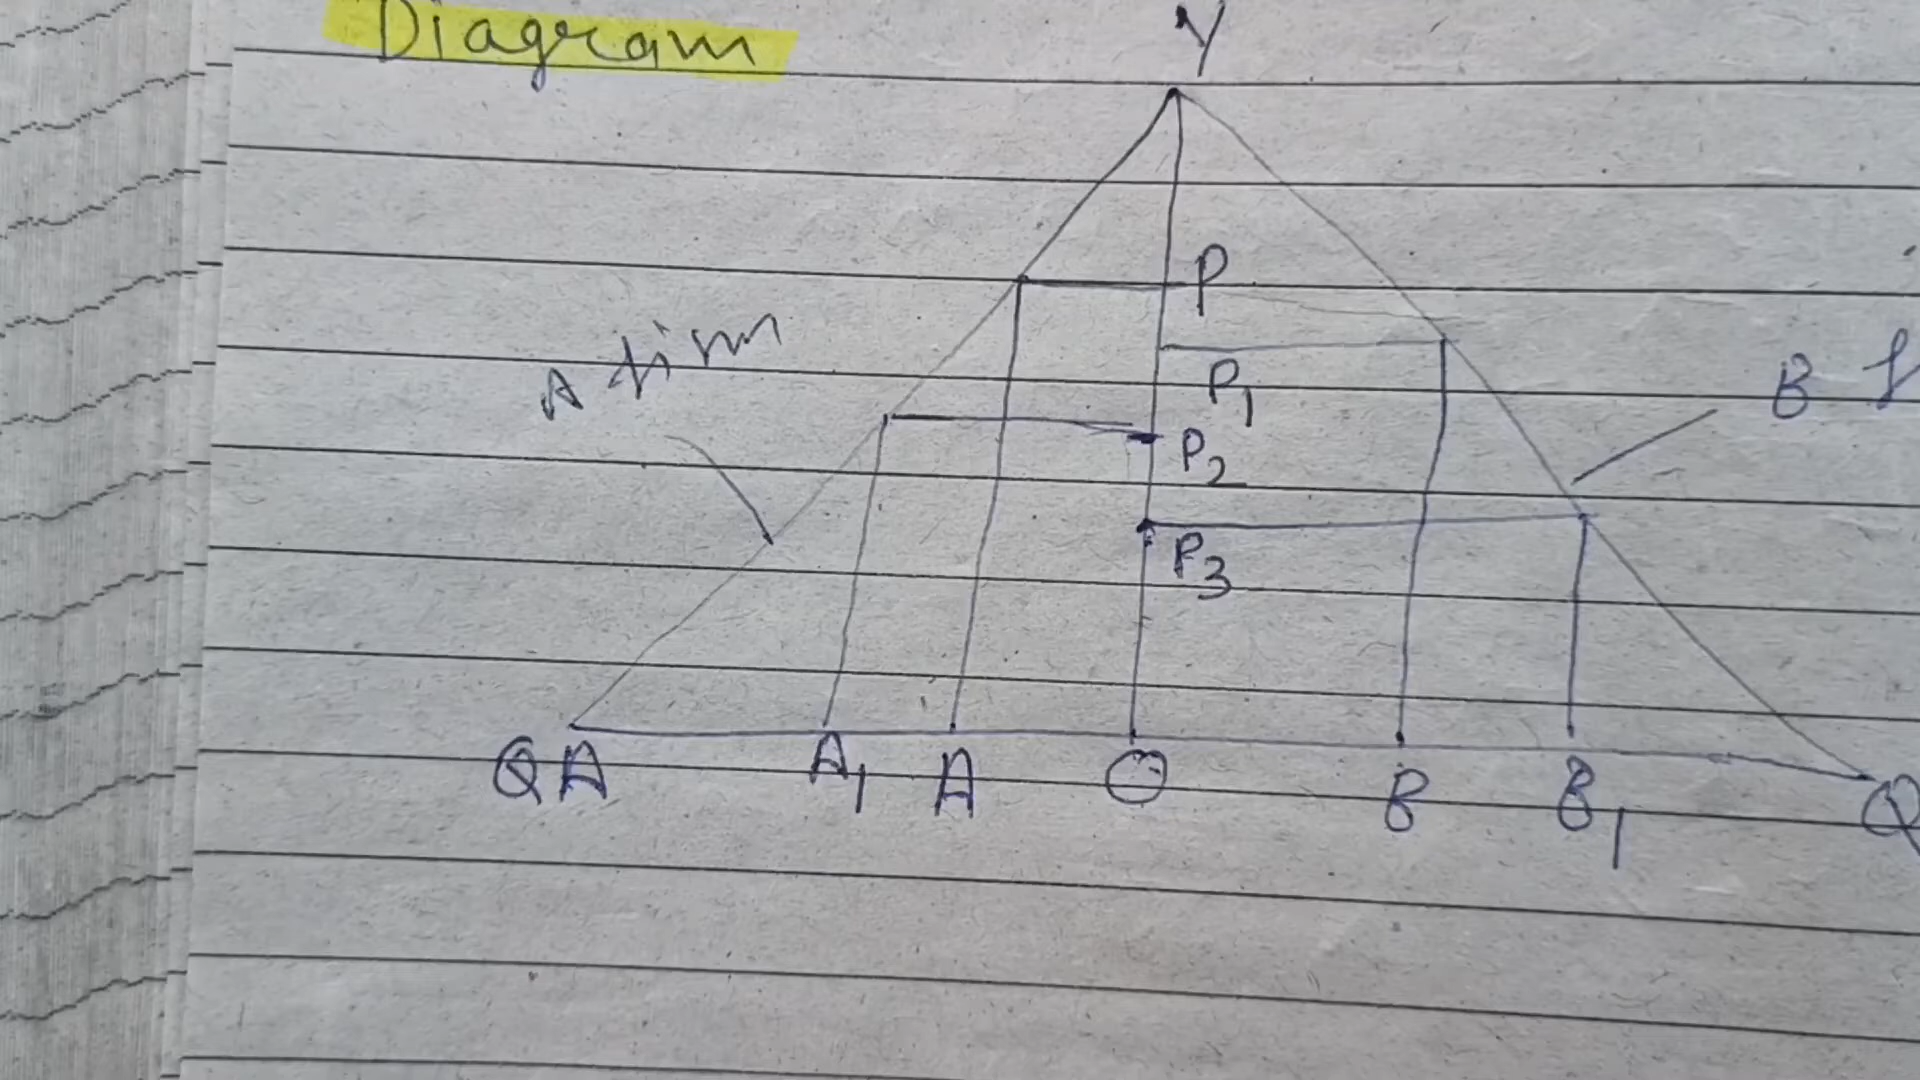 Diagram
Y
P
P1
A firm
B
P2
P3
QA A1 A O B B1 Q